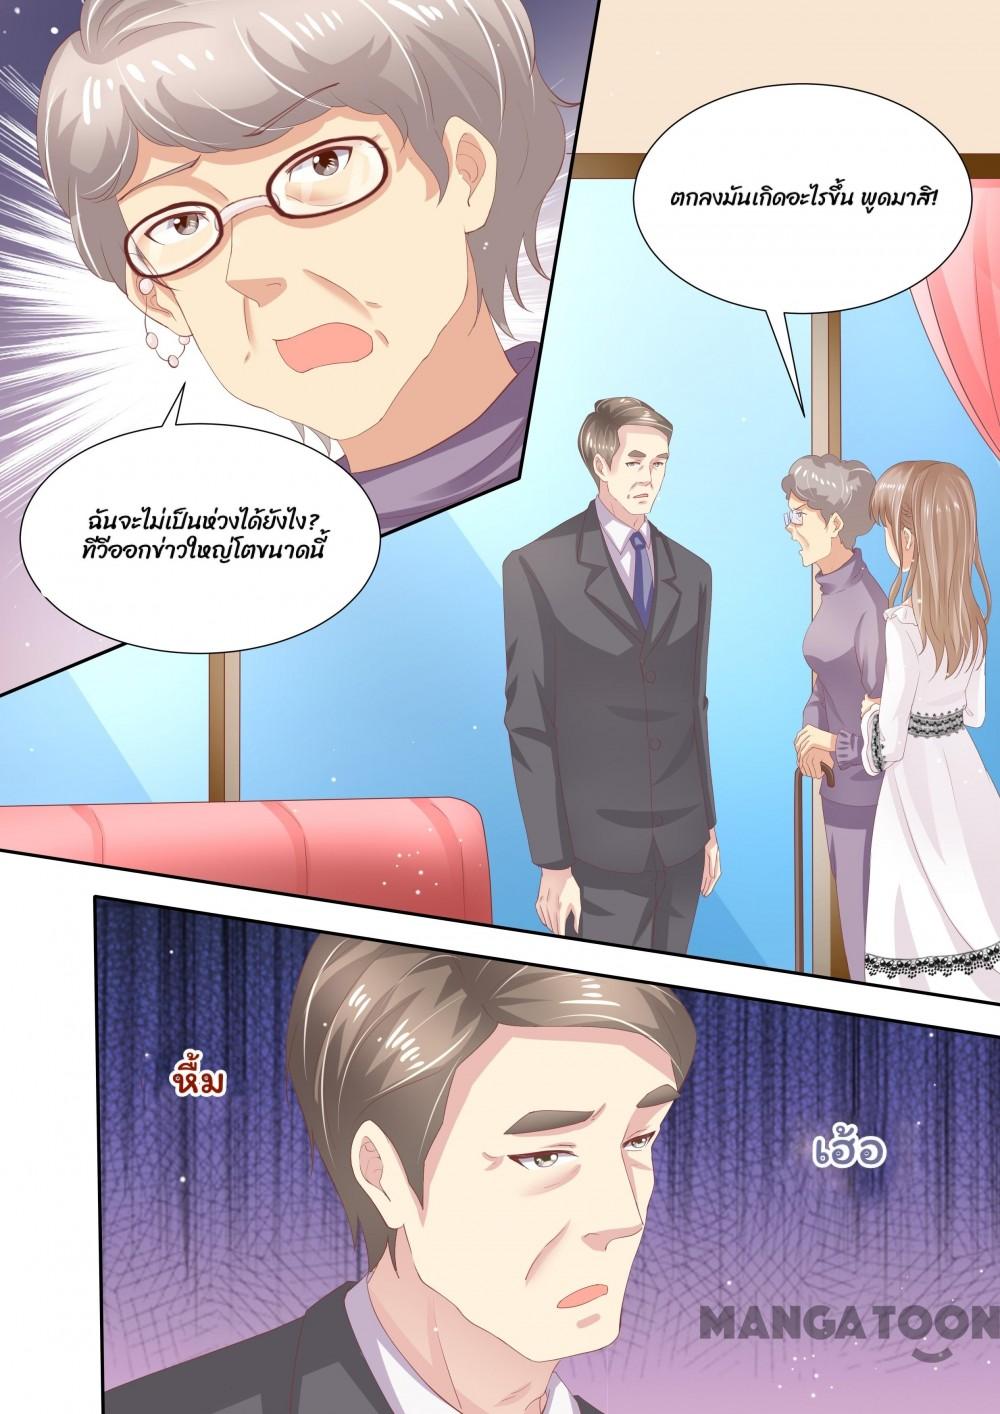 ฉันจะไม่เป็นห่วงได้ยังไง?
ทีวีออกข่าวใหญ่โตขนาดนี้
ตกลงมันเกิดอะไรขึ้น พูดมาสิ!
หื้ม
เฮ้อ
MANGATOON